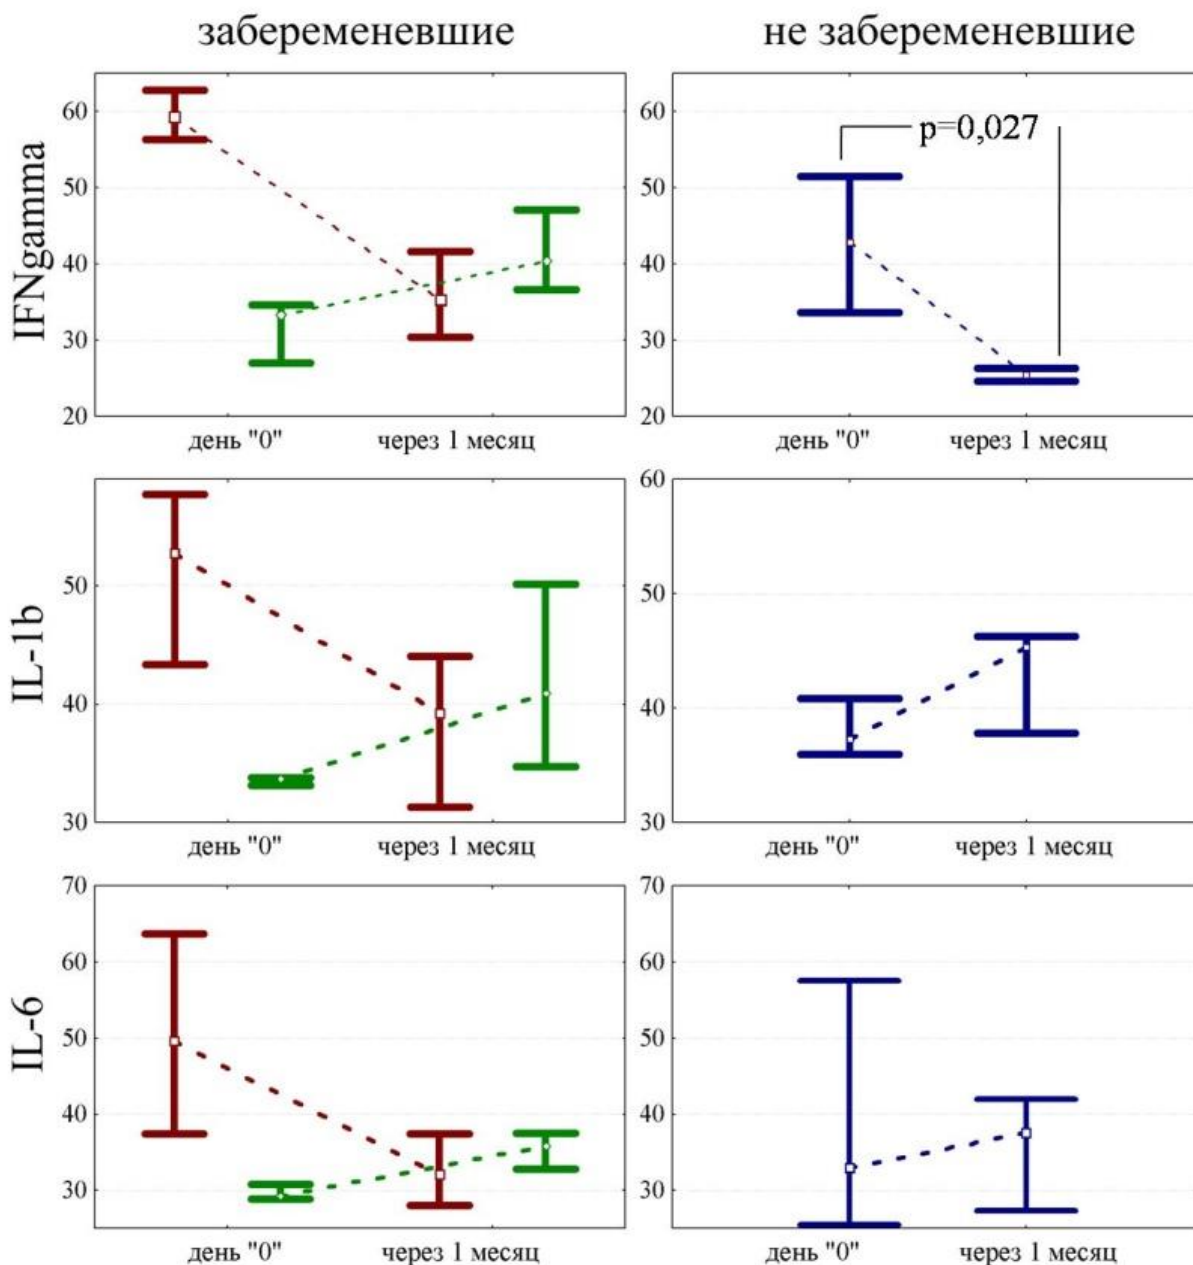 забеременевшие
не забеременевшие
IFNgamma
60
50
40
30
20
день "0"
через 1 месяц
60
50
40
30
20
p=0,027
день "0"
через 1 месяц
IL-1b
50
40
30
день "0"
через 1 месяц
60
50
40
30
день "0"
через 1 месяц
IL-6
70
60
50
40
30
день "0"
через 1 месяц
70
60
50
40
30
день "0"
через 1 месяц